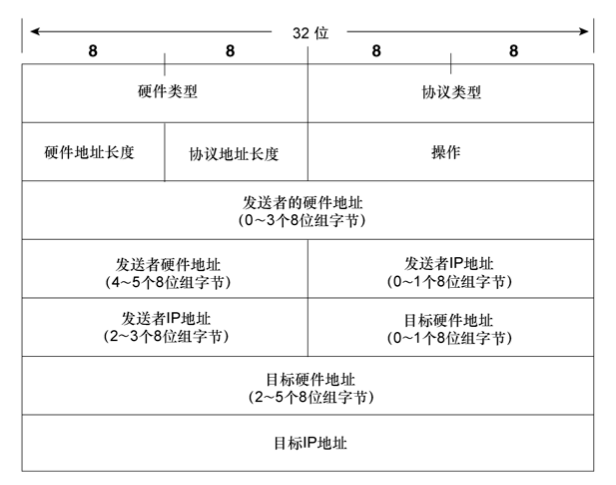 32 位
8 8 8 8
硬件类型 协议类型
硬件地址长度 协议地址长度 操作
发送者的硬件地址
(0~3个8位组字节)
发送者硬件地址
(4~5个8位组字节)
发送者IP地址
(0~1个8位组字节)
发送者IP地址
(2~3个8位组字节)
目标硬件地址
(0~1个8位组字节)
目标硬件地址
(2~5个8位组字节)
目标IP地址